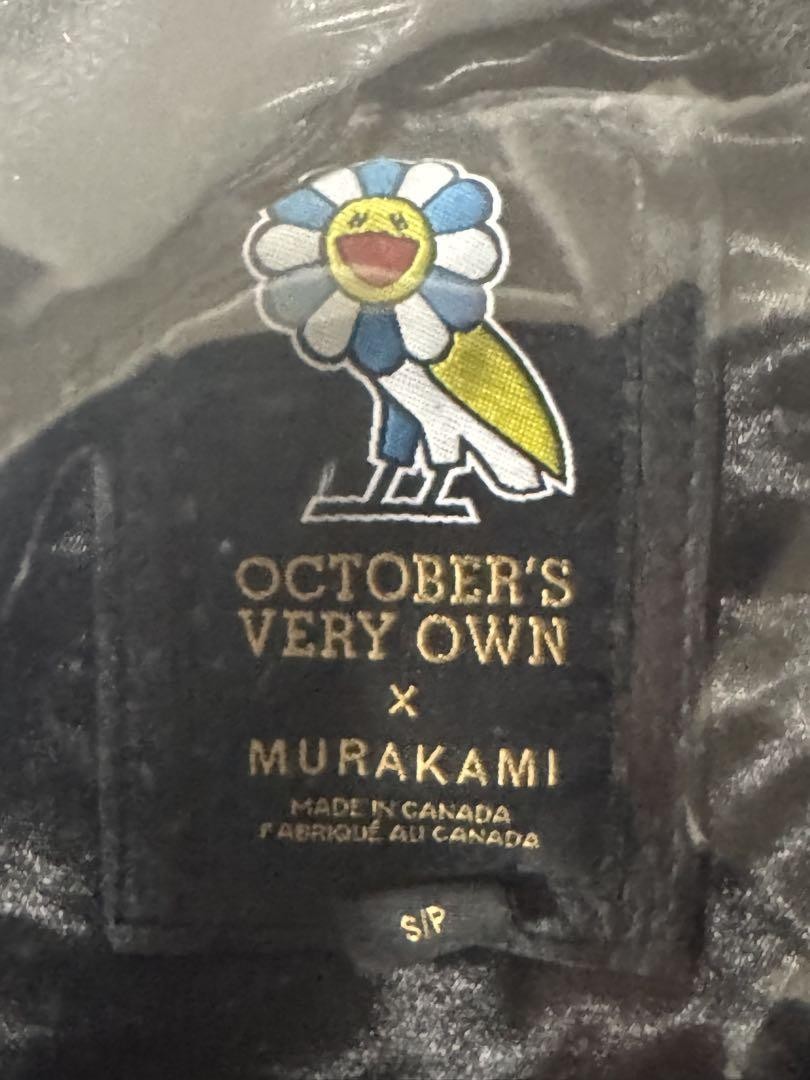 OCTOBER'S
VERY OWN
X
MURAKAMI
MADE IN CANADA
FABRIQUÉ AU CANADA
S/P